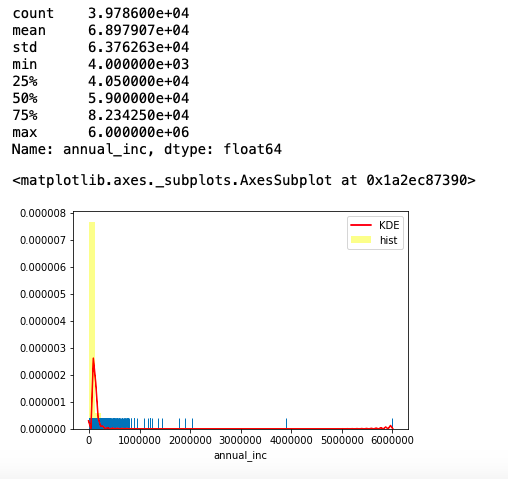 count    3.978600e+04
mean     6.897907e+04
std      6.376263e+04
min      4.000000e+03
25%      4.050000e+04
50%      5.900000e+04
75%      8.234250e+04
max      6.000000e+06
Name: annual_inc, dtype: float64
<matplotlib.axes._subplots.AxesSubplot at 0x1a2ec87390>
0.000008
KDE
0.000007
hist
0.000006
0.000005
0.000004
0.000003
0.000002
0.000001
0.000000
0 1000000 2000000 3000000 4000000 5000000 6000000
annual_inc